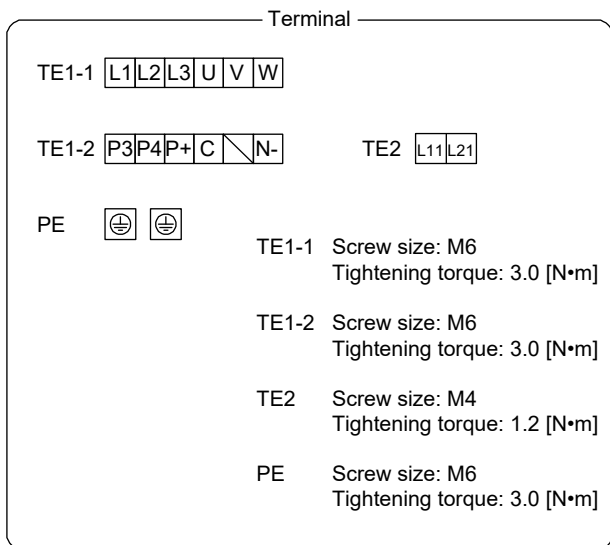 Terminal
TE1-1 L1 L2 L3 U V W
TE1-2 P3 P4 P+ C N- TE2 L11 L21
PE
TE1-1 Screw size: M6
Tightening torque: 3.0 [N•m]
TE1-2 Screw size: M6
Tightening torque: 3.0 [N•m]
TE2 Screw size: M4
Tightening torque: 1.2 [N•m]
PE Screw size: M6
Tightening torque: 3.0 [N•m]